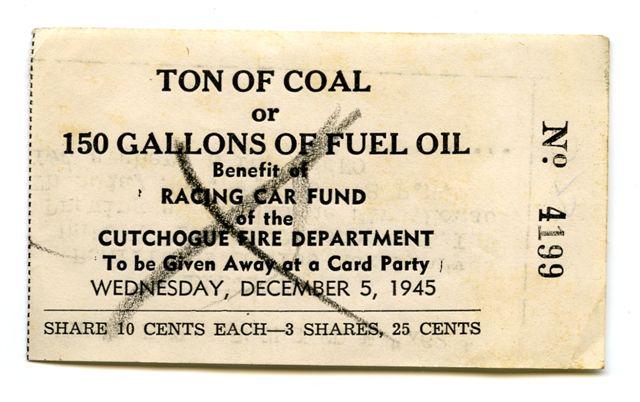 TON OF COAL
or
150 GALLONS OF FUEL OIL
Benefit of
RACING CAR FUND
of the
CUTCHOGUE FIRE DEPARTMENT
To be Given Away at a Card Party
WEDNESDAY, DECEMBER 5, 1945
SHARE 10 CENTS EACH—3 SHARES, 25 CENTS
No. 4199